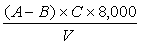 (A – B) × C × 8,000
V